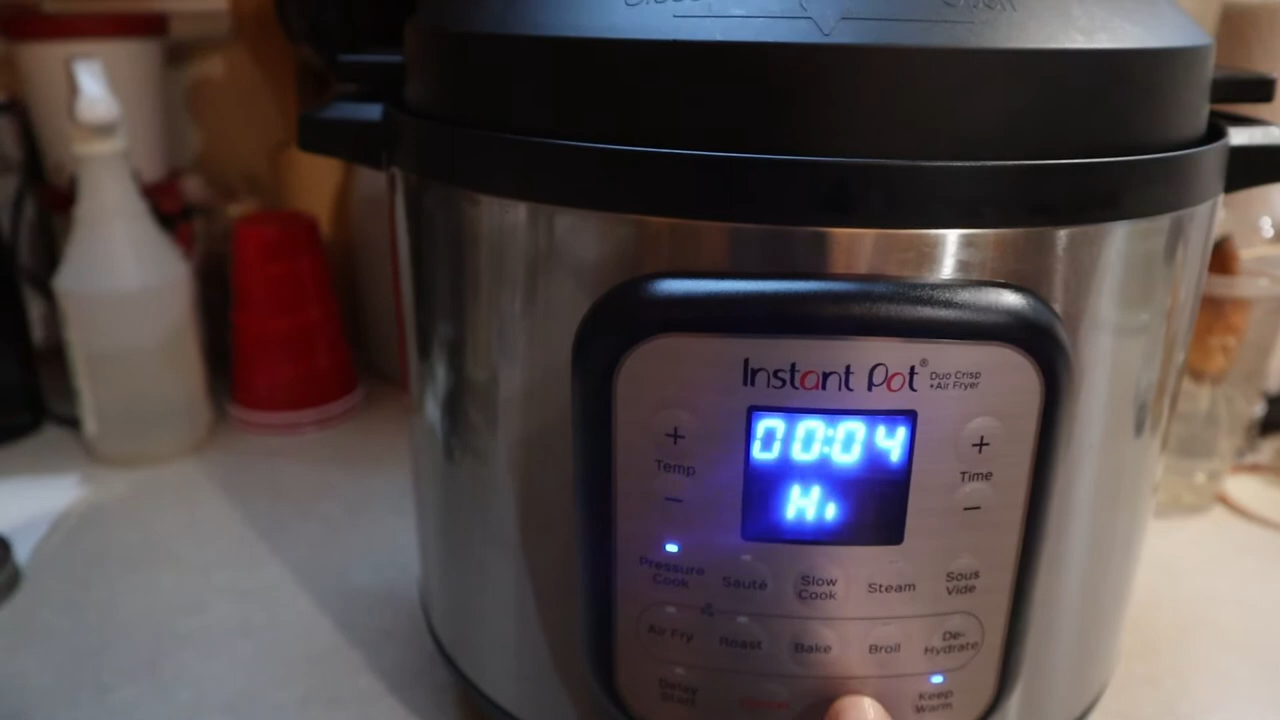 Instant Pot®
Duo Crisp
+Air Fryer
00:04
Hi
+
Temp
−
+
Time
−
Pressure
Cook
Sauté
Slow
Cook
Steam
Sous
Vide
Air Fry
Roast
Bake
Broil
De-
Hydrate
Delay
Start
Cancel
Keep
Warm